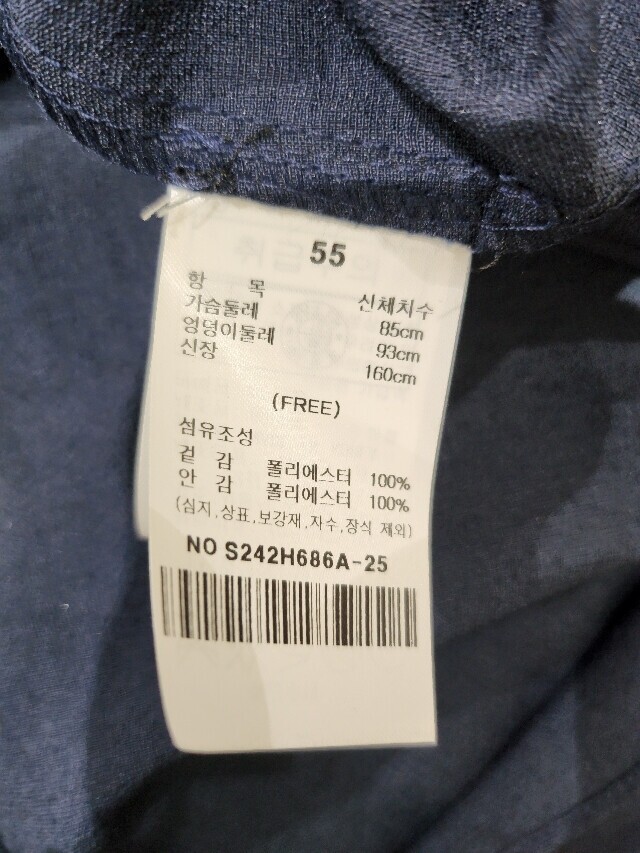 55
항 목 신체치수
가슴둘레 85cm
엉덩이둘레 93cm
신장 160cm
(FREE)
섬유조성
겉 감 폴리에스터 100%
안 감 폴리에스터 100%
(심지,상표,보강재,자수,장식 제외)
NO S242H686A-25